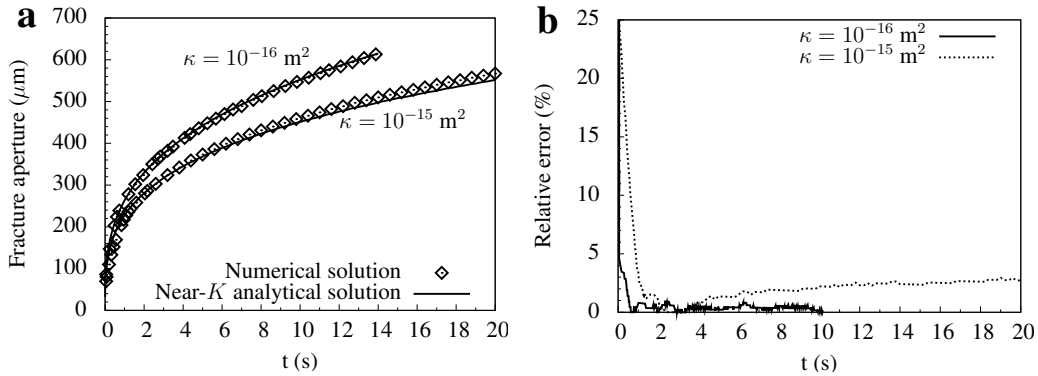 a
Fracture aperture (μm)
700
600
500
400
300
200
100
0
κ = 10⁻¹⁶ m²
κ = 10⁻¹⁵ m²
Numerical solution
Near-K analytical solution
0 2 4 6 8 10 12 14 16 18 20
t (s)
b
Relative error (%)
25
20
15
10
5
0
κ = 10⁻¹⁶ m²
κ = 10⁻¹⁵ m²
0 2 4 6 8 10 12 14 16 18 20
t (s)